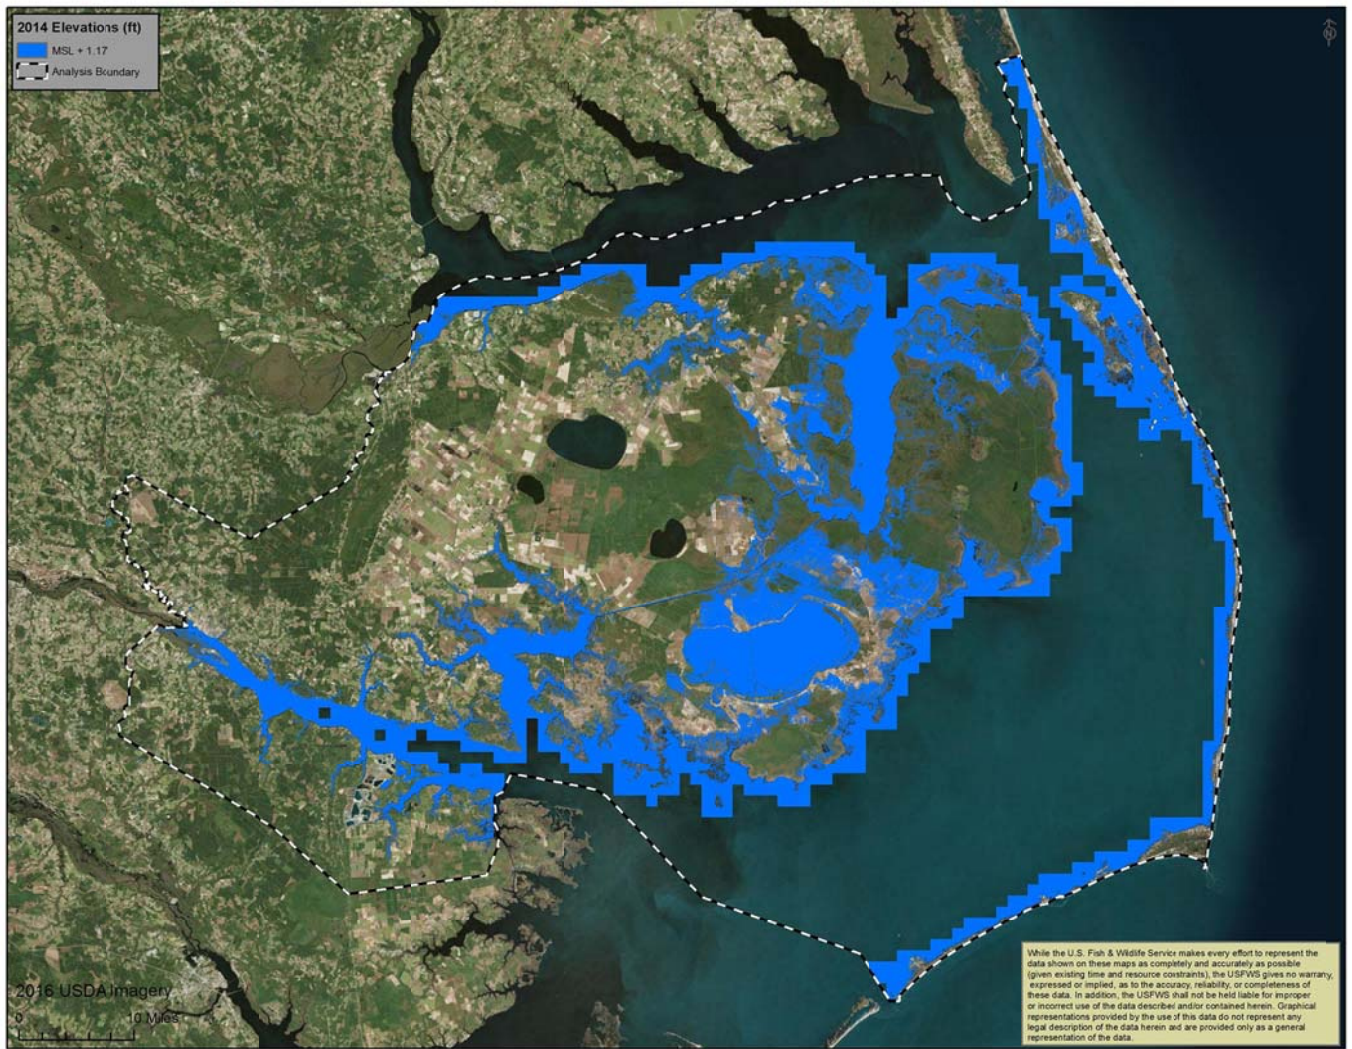 2014 Elevations (ft)
MSL + 1.17
Analysis Boundary
N
2016 USDA Imagery
0 10 Miles
While the U.S. Fish & Wildlife Service makes every effort to represent the
data shown on these maps as completely and accurately as possible
(given existing time and resource constraints), the USFWS gives no warranty,
expressed or implied, as to the accuracy, reliability, or completeness of
these data. In addition, the USFWS shall not be held liable for improper
or incorrect use of the data described and/or contained herein. Graphical
representations provided by the use of this data do not represent any
legal description of the data herein and are provided only as a general
representation of the data.